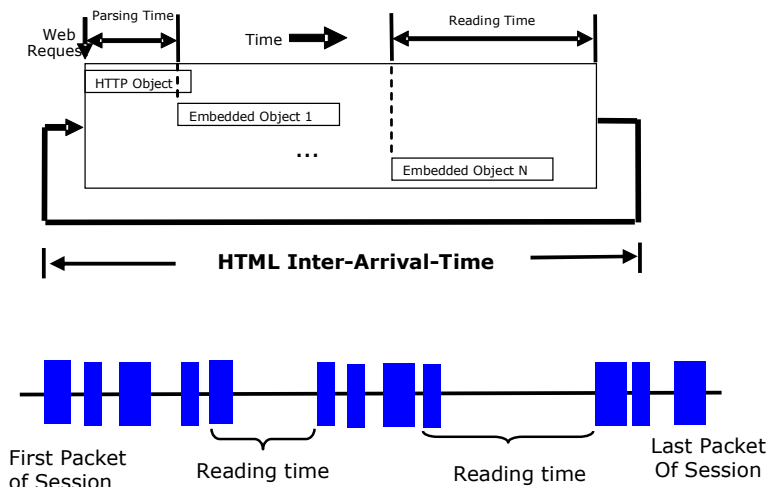 Parsing Time
Reading Time
Web
Request
Time
HTTP Object
Embedded Object 1
...
Embedded Object N
HTML Inter-Arrival-Time
First Packet
of Session
Reading time
Reading time
Last Packet
Of Session